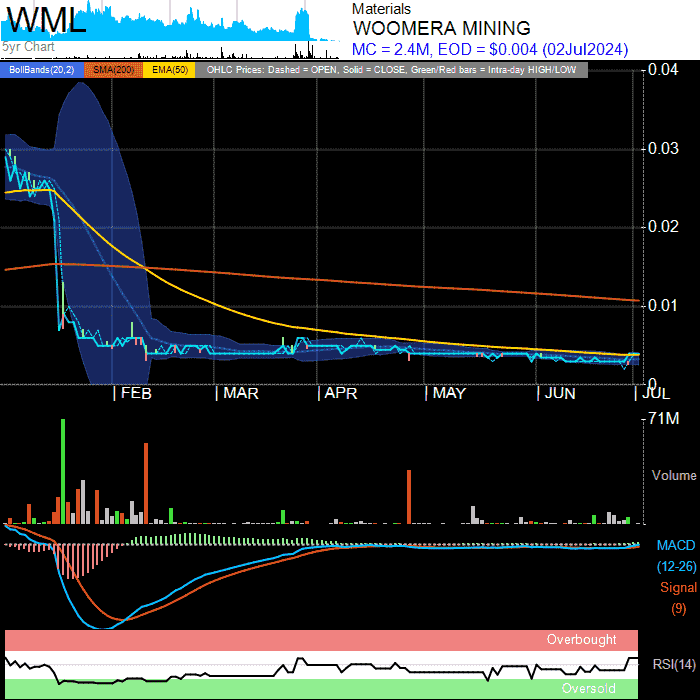 WML
5yr Chart
Materials
WOOMERA MINING
MC = 2.4M, EOD = $0.004 (02Jul2024)
BollBands(20,2) SMA(200) EMA(50) OHLC Prices: Dashed = OPEN, Solid = CLOSE, Green/Red bars = Intra-day HIGH/LOW
0.04
0.03
0.02
0.01
0
FEB MAR APR MAY JUN JUL
71M
Volume
MACD
(12-26)
Signal
(9)
Overbought
RSI(14)
Oversold